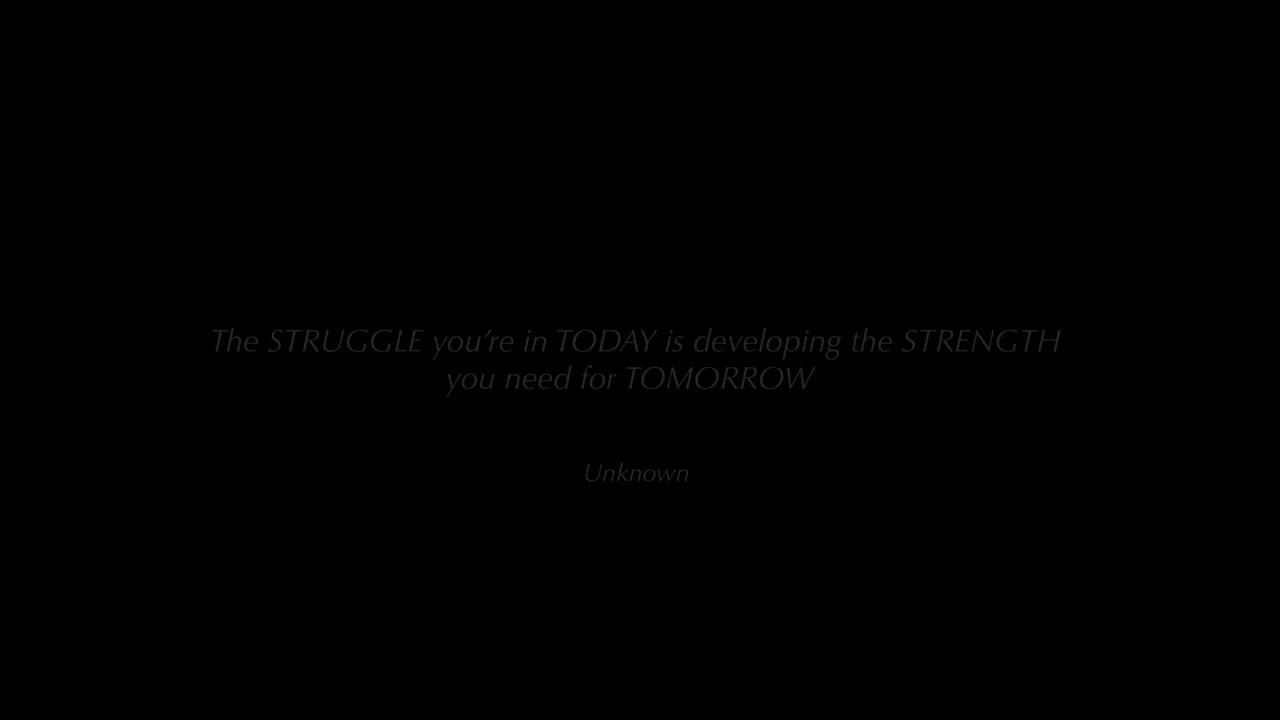 The STRUGGLE you’re in TODAY is developing the STRENGTH
you need for TOMORROW
Unknown